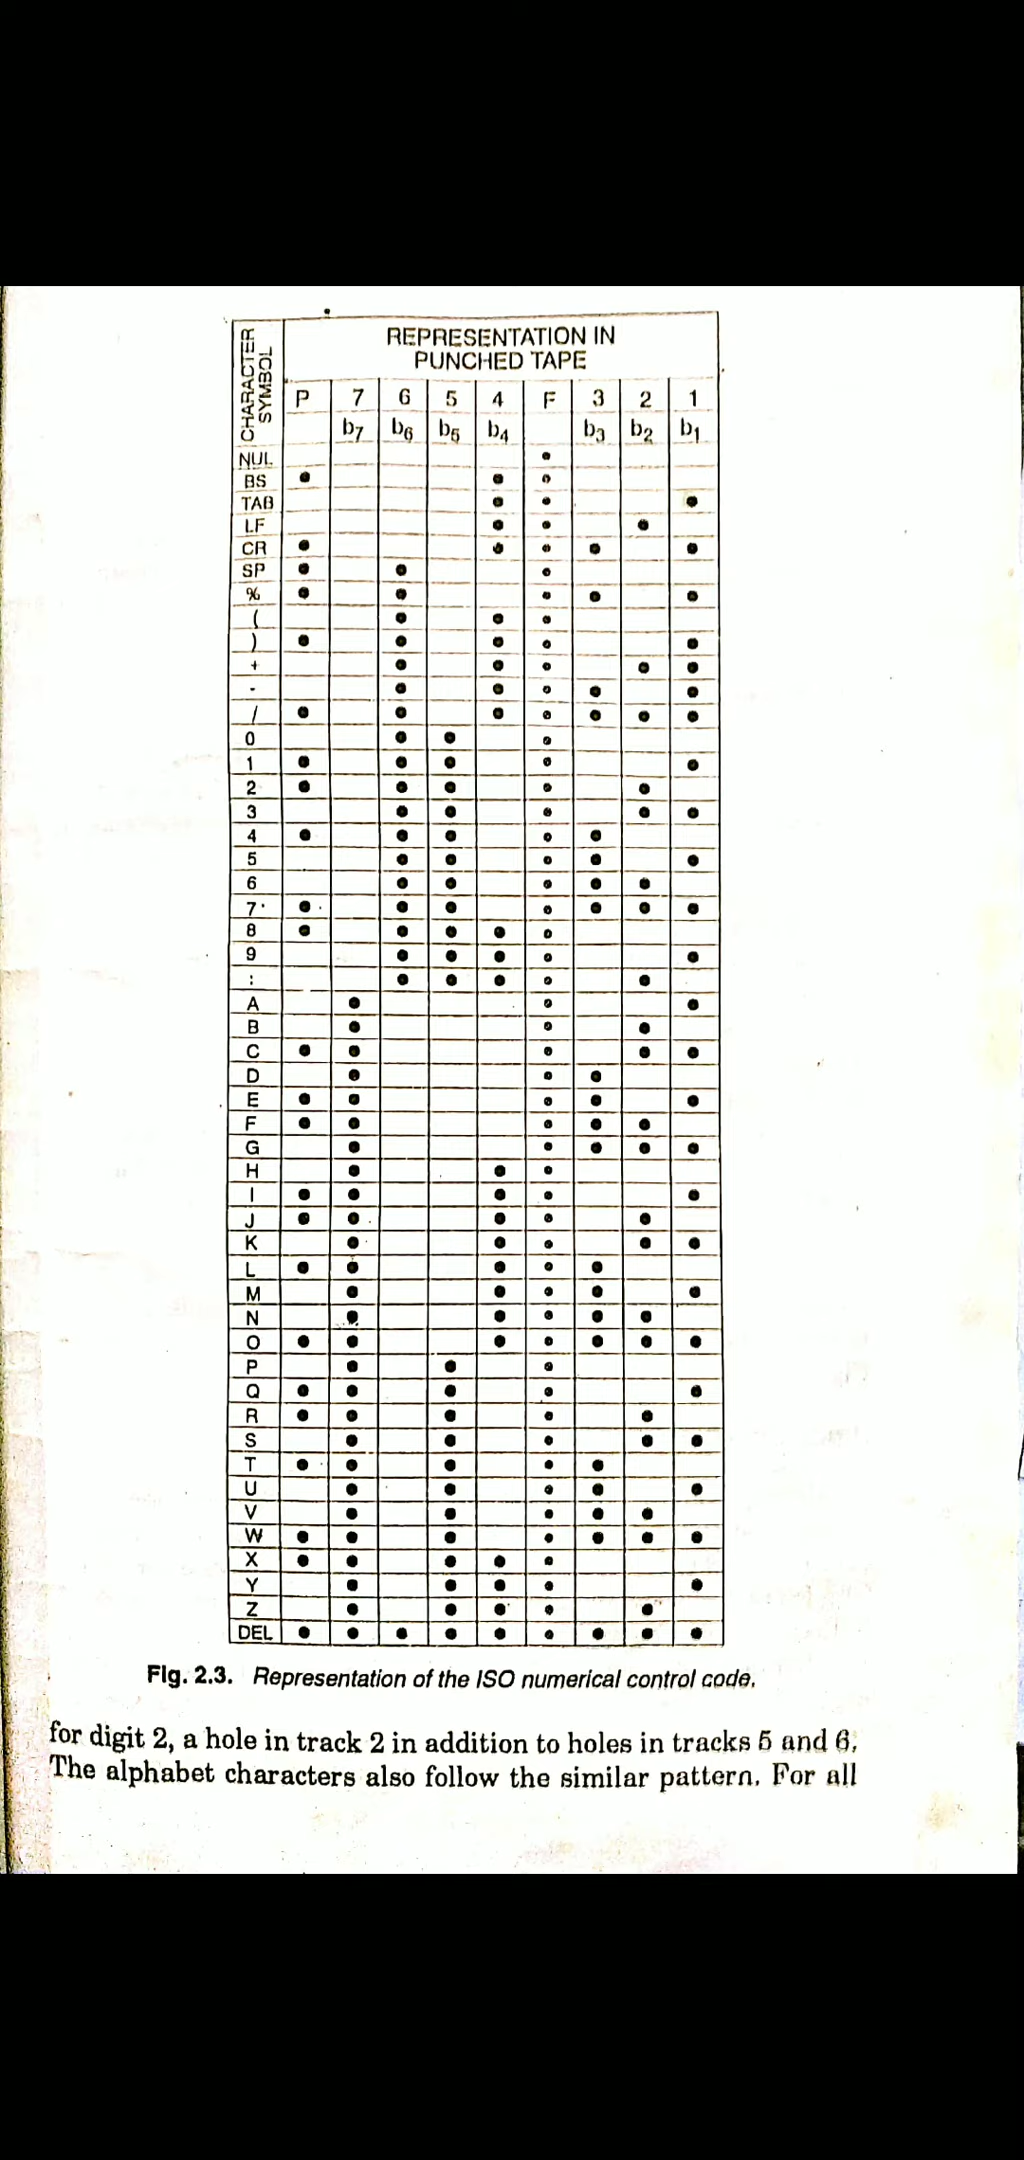 CHARACTER
SYMBOL
REPRESENTATION IN
PUNCHED TAPE
P 7 6 5 4 F 3 2 1
b7 b6 b5 b4 b3 b2 b1
NUL
BS
TAB
LF
CR
SP
%
(
)
+
-
/
0
1
2
3
4
5
6
7
8
9
:
A
B
C
D
E
F
G
H
I
J
K
L
M
N
O
P
Q
R
S
T
U
V
W
X
Y
Z
DEL
Fig. 2.3. Representation of the ISO numerical control code.
for digit 2, a hole in track 2 in addition to holes in tracks 5 and 6.
The alphabet characters also follow the similar pattern. For all